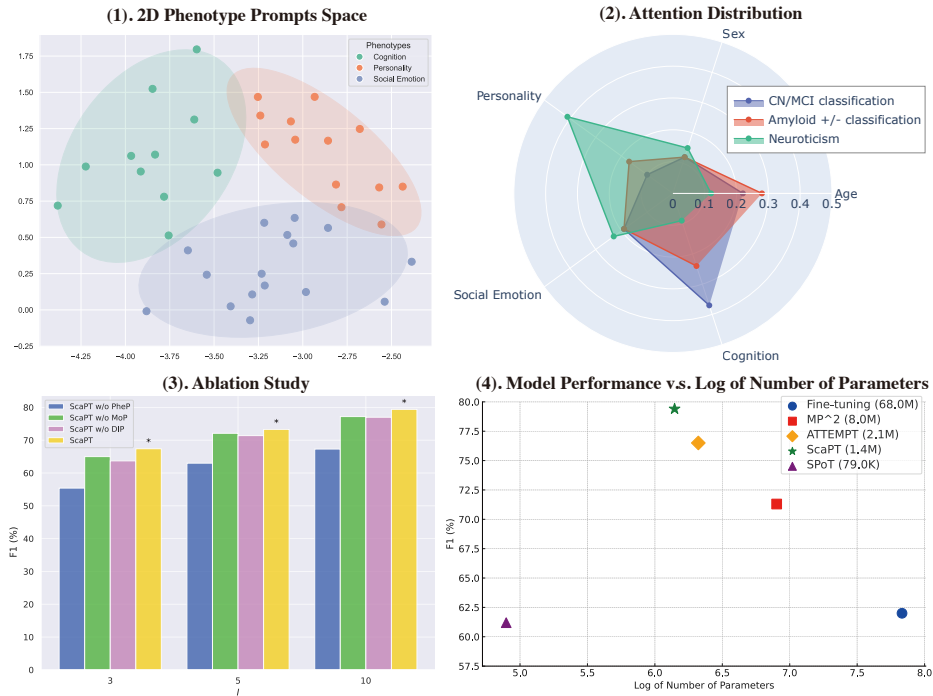 (1). 2D Phenotype Prompts Space
Phenotypes
Cognition
Personality
Social Emotion
1.75
1.50
1.25
1.00
0.75
0.50
0.25
0.00
−0.25
−4.25
−4.00
−3.75
−3.50
−3.25
−3.00
−2.75
−2.50
(2). Attention Distribution
Sex
Personality
CN/MCI classification
Amyloid +/- classification
Neuroticism
Age
0
0.1
0.2
0.3
0.4
0.5
Social Emotion
Cognition
(3). Ablation Study
ScaPT w/o PheP
ScaPT w/o MoP
ScaPT w/o DIP
ScaPT
*
*
*
80
70
60
50
40
30
20
10
0
F1 (%)
3
5
10
l
(4). Model Performance v.s. Log of Number of Parameters
Fine-tuning (68.0M)
MP^2 (8.0M)
ATTEMPT (2.1M)
ScaPT (1.4M)
SPoT (79.0K)
80.0
77.5
75.0
72.5
70.0
67.5
65.0
62.5
60.0
57.5
F1 (%)
5.0
5.5
6.0
6.5
7.0
7.5
8.0
Log of Number of Parameters